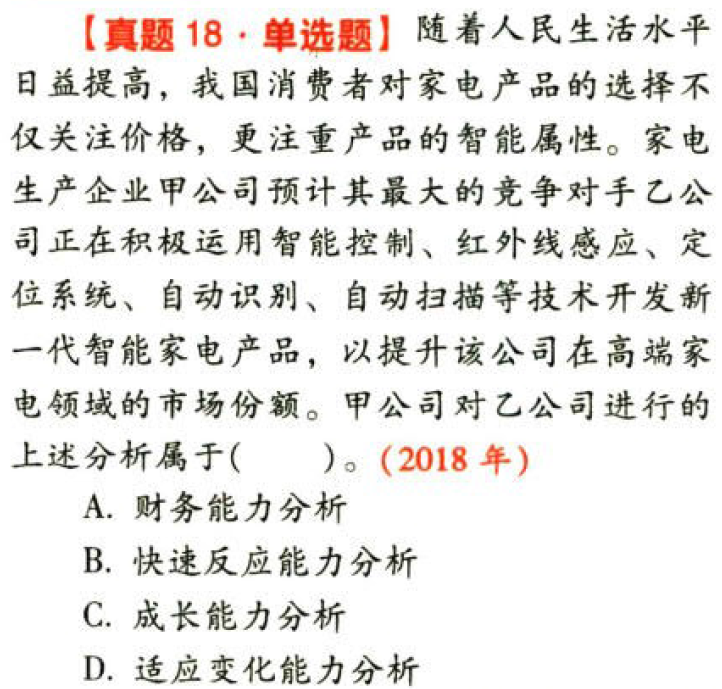 【真题 18·单选题】随着人民生活水平
日益提高，我国消费者对家电产品的选择不
仅关注价格，更注重产品的智能属性。家电
生产企业甲公司预计其最大的竞争对手乙公
司正在积极运用智能控制、红外线感应、定
位系统、自动识别、自动扫描等技术开发新
一代智能家电产品，以提升该公司在高端家
电领域的市场份额。甲公司对乙公司进行的
上述分析属于(　　)。(2018 年)
A. 财务能力分析
B. 快速反应能力分析
C. 成长能力分析
D. 适应变化能力分析